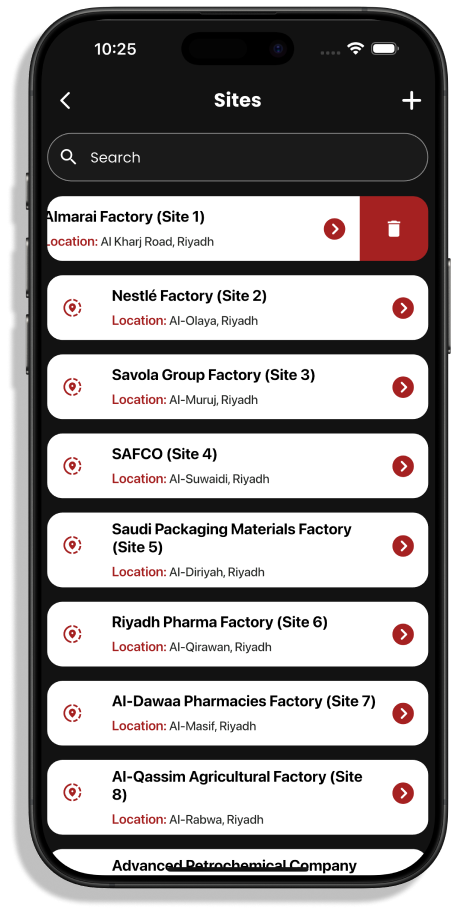 10:25
Sites
Search
Almarai Factory (Site 1)
Location: Al Kharj Road, Riyadh
Nestlé Factory (Site 2)
Location: Al-Olaya, Riyadh
Savola Group Factory (Site 3)
Location: Al-Muruj, Riyadh
SAFCO (Site 4)
Location: Al-Suwaidi, Riyadh
Saudi Packaging Materials Factory
(Site 5)
Location: Al-Diriyah, Riyadh
Riyadh Pharma Factory (Site 6)
Location: Al-Qirawan, Riyadh
Al-Dawaa Pharmacies Factory (Site 7)
Location: Al-Masif, Riyadh
Al-Qassim Agricultural Factory (Site
8)
Location: Al-Rabwa, Riyadh
Advanced Petrochemical Company